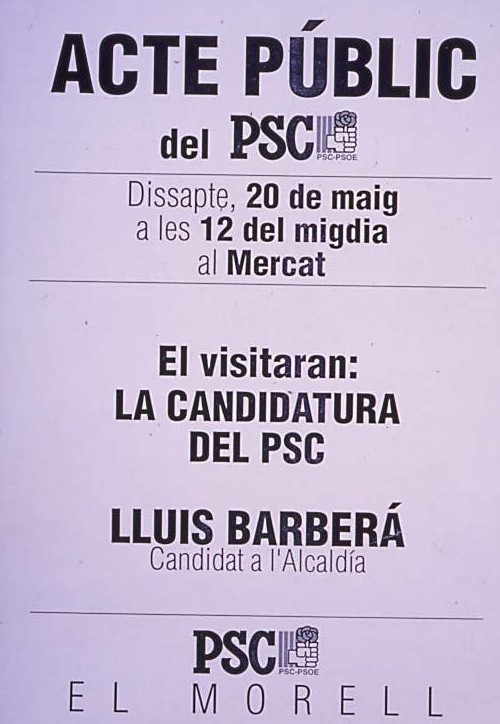 ACTE PÚBLIC
del PSC
PSC-PSOE
Dissapte, 20 de maig
a les 12 del migdia
al Mercat
El visitaran:
LA CANDIDATURA
DEL PSC
LLUIS BARBERÁ
Candidat a l'Alcaldía
PSC
PSC-PSOE
EL MORELL